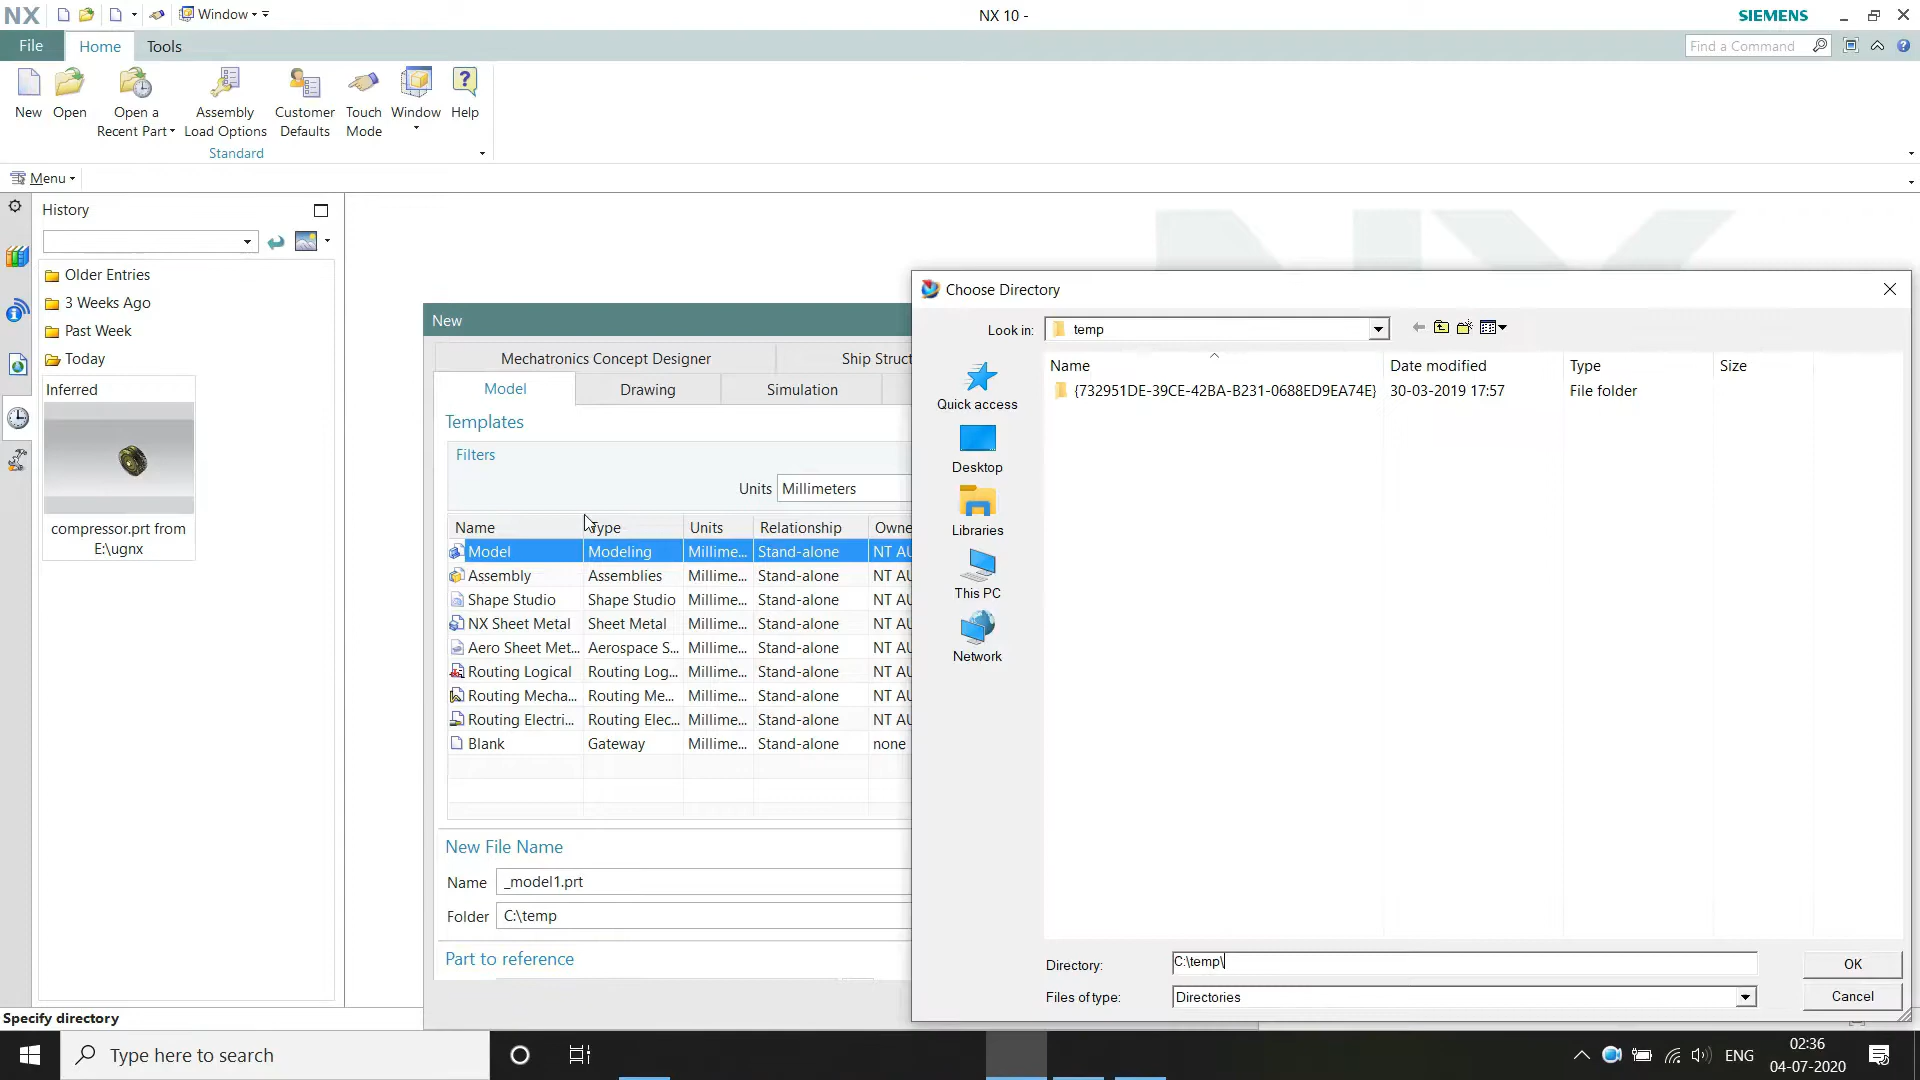 NX
Window
NX 10 -
SIEMENS
File
Home
Tools
Find a Command
New
Open
Open a
Recent Part
Assembly
Load Options
Customer
Defaults
Touch
Mode
Window
Help
Standard
Menu
History
Older Entries
3 Weeks Ago
Past Week
Today
Inferred
compressor.prt from
E:\ugnx
New
Mechatronics Concept Designer
Ship Struct
Model
Drawing
Simulation
Templates
Filters
Units Millimeters
Name Type Units Relationship Owne
Model Modeling Millime... Stand-alone NT AU
Assembly Assemblies Millime... Stand-alone NT AU
Shape Studio Shape Studio Millime... Stand-alone NT AU
NX Sheet Metal Sheet Metal Millime... Stand-alone NT AU
Aero Sheet Met... Aerospace S... Millime... Stand-alone NT AU
Routing Logical Routing Log... Millime... Stand-alone NT AU
Routing Mecha... Routing Me... Millime... Stand-alone NT AU
Routing Electri... Routing Elec... Millime... Stand-alone NT AU
Blank Gateway Millime... Stand-alone none
New File Name
Name _model1.prt
Folder C:\temp
Part to reference
Choose Directory
Look in: temp
Name Date modified Type Size
{732951DE-39CE-42BA-B231-0688ED9EA74E} 30-03-2019 17:57 File folder
Quick access
Desktop
Libraries
This PC
Network
Directory: C:\temp\
OK
Files of type: Directories
Cancel
Specify directory
Type here to search
ENG
02:36
04-07-2020